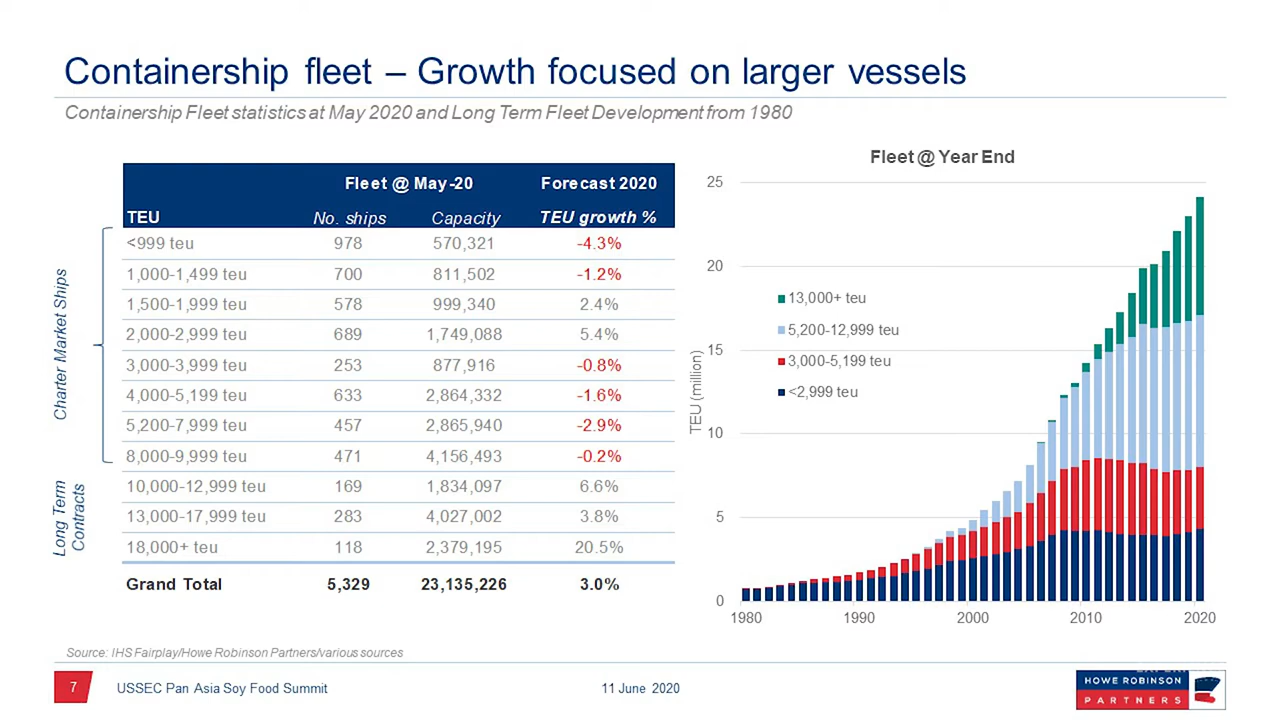 Containership fleet – Growth focused on larger vessels
Containership Fleet statistics at May 2020 and Long Term Fleet Development from 1980
Fleet @ May-20 Forecast 2020
TEU No. ships Capacity TEU growth %
<999 teu 978 570,321 -4.3%
1,000-1,499 teu 700 811,502 -1.2%
1,500-1,999 teu 578 999,340 2.4%
2,000-2,999 teu 689 1,749,088 5.4%
3,000-3,999 teu 253 877,916 -0.8%
4,000-5,199 teu 633 2,864,332 -1.6%
5,200-7,999 teu 457 2,865,940 -2.9%
8,000-9,999 teu 471 4,156,493 -0.2%
10,000-12,999 teu 169 1,834,097 6.6%
13,000-17,999 teu 283 4,027,002 3.8%
18,000+ teu 118 2,379,195 20.5%
Grand Total 5,329 23,135,226 3.0%
Charter Market Ships
Long Term
Contracts
Fleet @ Year End
TEU (million)
25
20
15
10
5
0
13,000+ teu
5,200-12,999 teu
3,000-5,199 teu
<2,999 teu
1980 1990 2000 2010 2020
Source: IHS Fairplay/Howe Robinson Partners/various sources
7 USSEC Pan Asia Soy Food Summit 11 June 2020
HOWE ROBINSON
PARTNERS